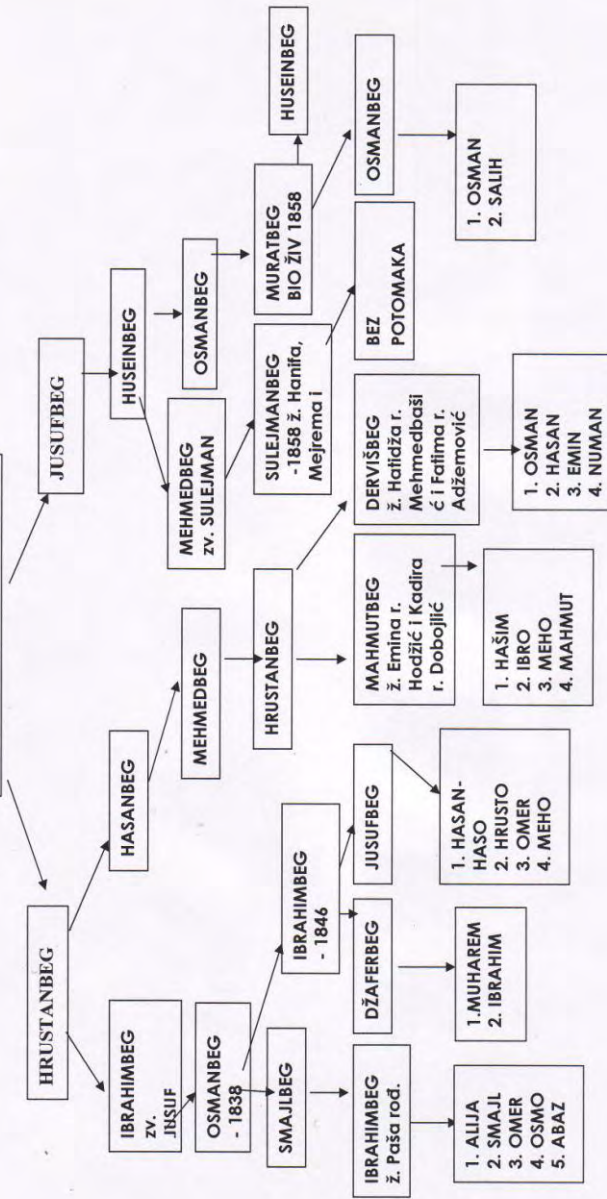 HRUSTANBEG
JUSUFBEG
IBRAHIMBEG
zv.
JUSUF
HASANBEG
HUSEINBEG
OSMANBEG
- 1838
MEHMEDBEG
MEHMEDBEG
zv. SULEJMAN
OSMANBEG
SMAJLBEG
IBRAHIMBEG
- 1846
HRUSTANBEG
SULEJMANBEG
-1858 ž. Hanifa,
Mejrema i
MURATBEG
BIO ŽIV 1858
HUSEINBEG
IBRAHIMBEG
ž. Paša rođ.
DŽAFERBEG
JUSUFBEG
MAHMUTBEG
ž. Emina r.
Hodžić i Kadira
r. Dobojlić
DERVIŠBEG
ž. Hatidža r.
Mehmedbaši
ć i Fatima r.
Adžemović
BEZ
POTOMAKA
OSMANBEG
1. ALIJA
2. SMAJL
3. OMER
4. OSMO
5. ABAZ
1.MUHAREM
2. IBRAHIM
1. HASAN-
HASO
2. HRUSTO
3. OMER
4. MEHO
1. HAŠIM
2. IBRO
3. MEHO
4. MAHMUT
1. OSMAN
2. HASAN
3. EMIN
4. NUMAN
1. OSMAN
2. SALIH